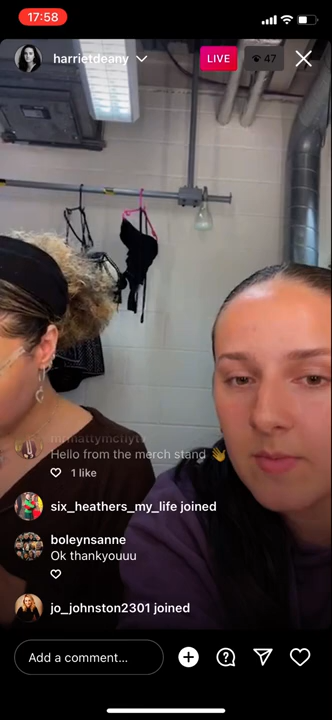 17:58
harrietdeany
LIVE
47
Hello from the merch stand 👋
1 like
six_heathers_my_life joined
boleynsanne
Ok thankyouuu
jo_johnston2301 joined
Add a comment...